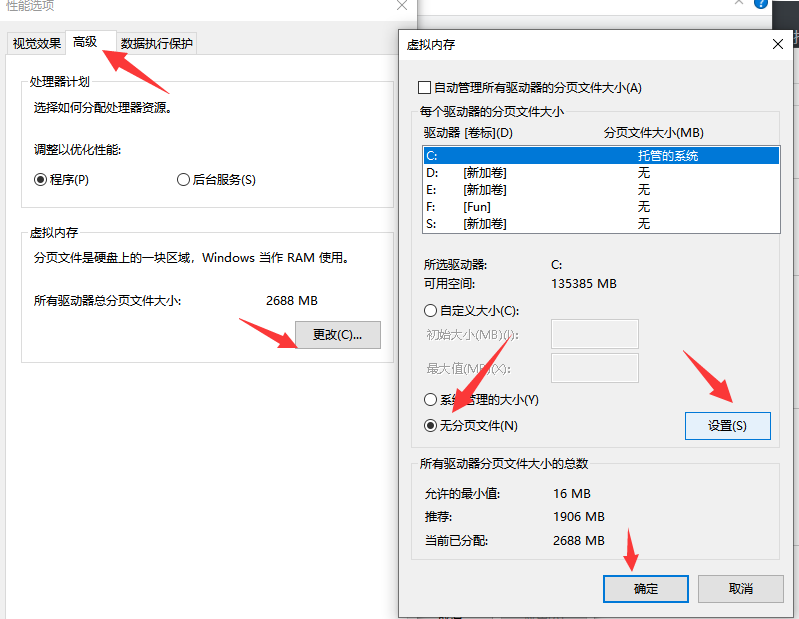 性能选项
视觉效果
高级
数据执行保护
处理器计划
选择如何分配处理器资源。
调整以优化性能:
程序(P)
后台服务(S)
虚拟内存
分页文件是硬盘上的一块区域，Windows 当作 RAM 使用。
所有驱动器总分页文件大小:
2688 MB
更改(C)...
虚拟内存
自动管理所有驱动器的分页文件大小(A)
每个驱动器的分页文件大小
驱动器 [卷标](D)
分页文件大小(MB)
C: 托管的系统
D: [新加卷] 无
E: [新加卷] 无
F: [Fun] 无
S: [新加卷] 无
所选驱动器: C:
可用空间: 135385 MB
自定义大小(C):
初始大小(MB)(I):
最大值(MB)(X):
系统管理的大小(Y)
无分页文件(N)
设置(S)
所有驱动器分页文件大小的总数
允许的最小值: 16 MB
推荐: 1906 MB
当前已分配: 2688 MB
确定
取消